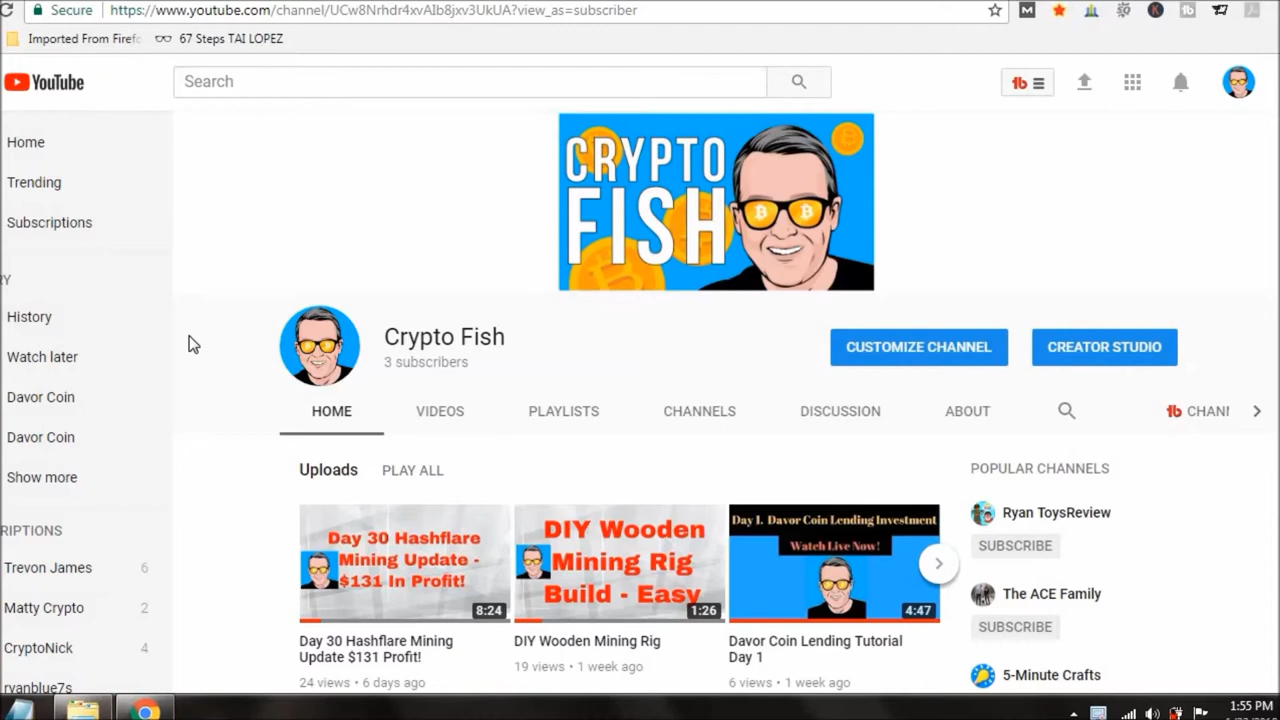 Secure https://www.youtube.com/channel/UCw8Nrhdr4xvAIb8jxv3UkUA?view_as=subscriber
Imported From Firef 67 Steps TAI LOPEZ
YouTube
Search
Home
Trending
Subscriptions
CRYPTO
FISH
RY
History
Watch later
Davor Coin
Davor Coin
Show more
Crypto Fish
3 subscribers
CUSTOMIZE CHANNEL CREATOR STUDIO
HOME VIDEOS PLAYLISTS CHANNELS DISCUSSION ABOUT tb CHANI
Uploads PLAY ALL
POPULAR CHANNELS
RIPTIONS
Trevon James 6
Matty Crypto 2
CryptoNick 4
ryanblue7s
Day 30 Hashflare
Mining Update -
$131 In Profit!
8:24
Day 30 Hashflare Mining
Update $131 Profit!
24 views • 6 days ago
DIY Wooden
Mining Rig
Build - Easy
1:26
DIY Wooden Mining Rig
19 views • 1 week ago
Day 1. Davor Coin Lending Investment
Watch Live Now!
4:47
Davor Coin Lending Tutorial
Day 1
6 views • 1 week ago
Ryan ToysReview
SUBSCRIBE
The ACE Family
SUBSCRIBE
5-Minute Crafts
1:55 PM